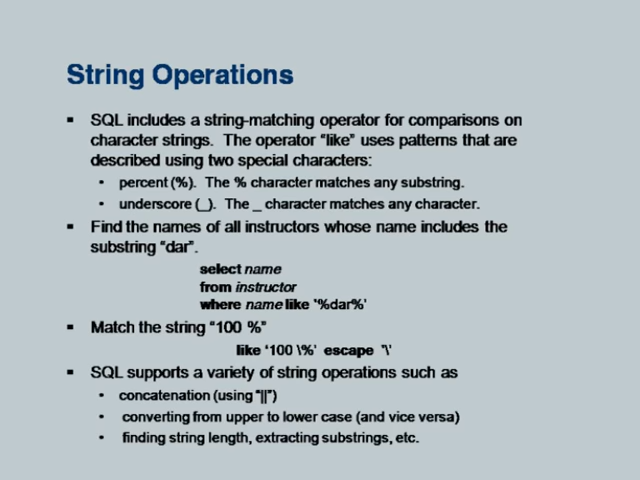 String Operations
▪ SQL includes a string-matching operator for comparisons on
character strings. The operator “like” uses patterns that are
described using two special characters:
• percent (%). The % character matches any substring.
• underscore (_). The _ character matches any character.
▪ Find the names of all instructors whose name includes the
substring “dar”.
select name
from instructor
where name like '%dar%'
▪ Match the string “100 %”
like ‘100 \%' escape '\'
▪ SQL supports a variety of string operations such as
• concatenation (using “||”)
• converting from upper to lower case (and vice versa)
• finding string length, extracting substrings, etc.